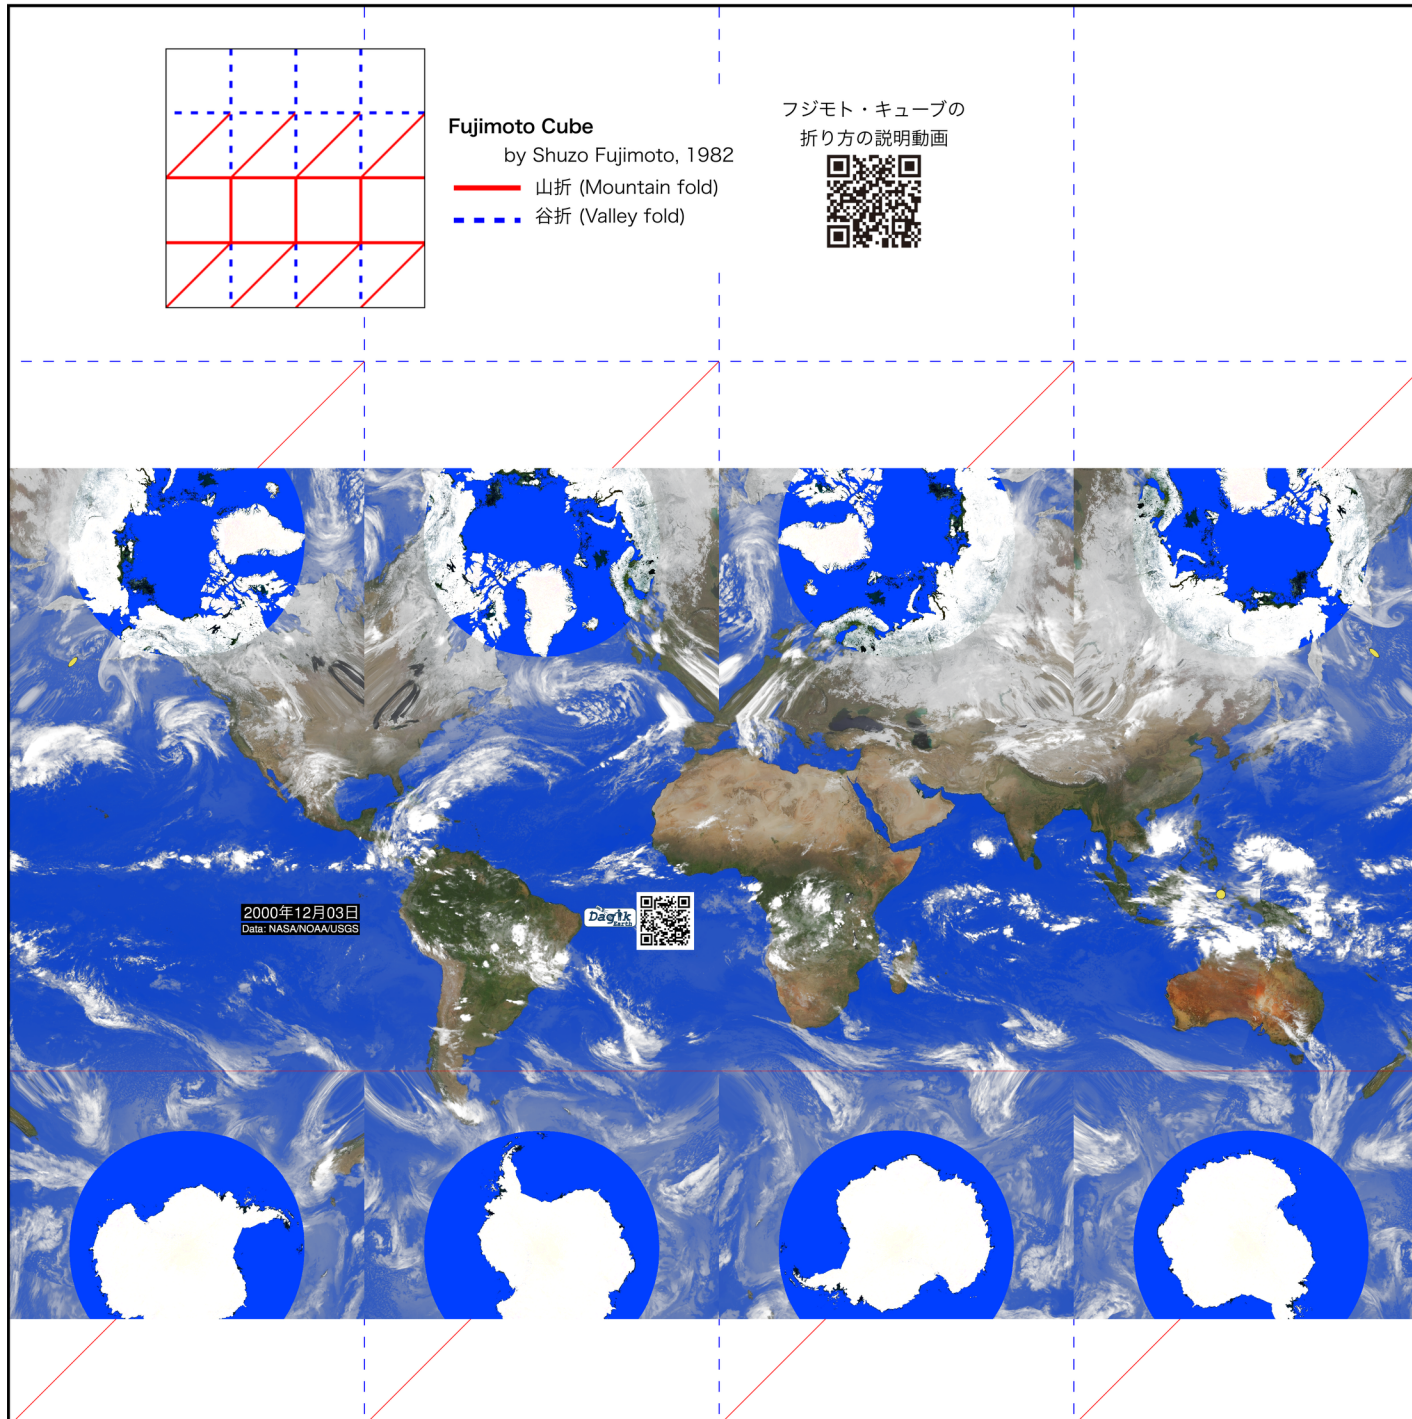 Fujimoto Cube
by Shuzo Fujimoto, 1982
山折 (Mountain fold)
谷折 (Valley fold)
フジモト・キューブの
折り方の説明動画
2000年12月03日
Data: NASA/NOAA/USGS
Dagik
Earth